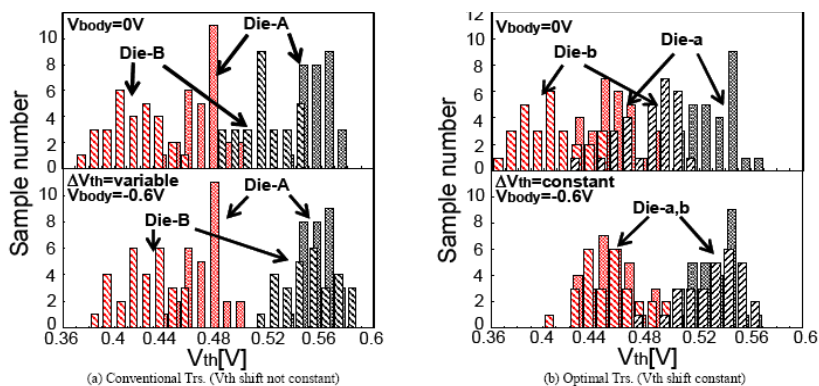 Vbody=0V
Die-B
Die-A
Sample number
12
10
8
6
4
2
0
ΔVth=variable
Vbody=-0.6V
Die-A
Die-B
10
8
6
4
2
0
0.36
0.4
0.44
0.48
0.52
0.56
0.6
Vth[V]
(a) Conventional Trs. (Vth shift not constant)
Vbody=0V
Die-b
Die-a
Sample number
10
8
6
4
2
0
ΔVth=constant
Vbody=-0.6V
Die-a,b
10
8
6
4
2
0
0.36
0.4
0.44
0.48
0.52
0.56
0.6
Vth[V]
(b) Optimal Trs. (Vth shift constant)